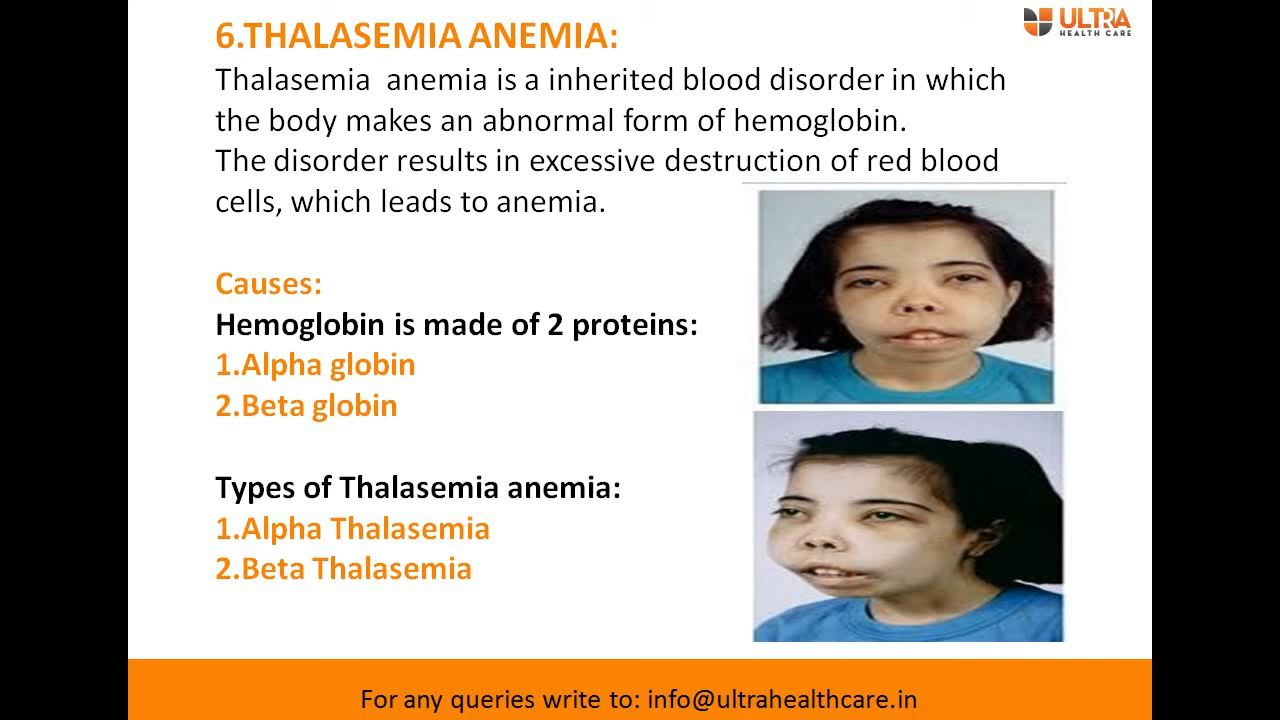 6.THALASEMIA ANEMIA:
ULTRA
HEALTH CARE
Thalasemia anemia is a inherited blood disorder in which
the body makes an abnormal form of hemoglobin.
The disorder results in excessive destruction of red blood
cells, which leads to anemia.
Causes:
Hemoglobin is made of 2 proteins:
1.Alpha globin
2.Beta globin
Types of Thalasemia anemia:
1.Alpha Thalasemia
2.Beta Thalasemia
For any queries write to: info@ultrahealthcare.in